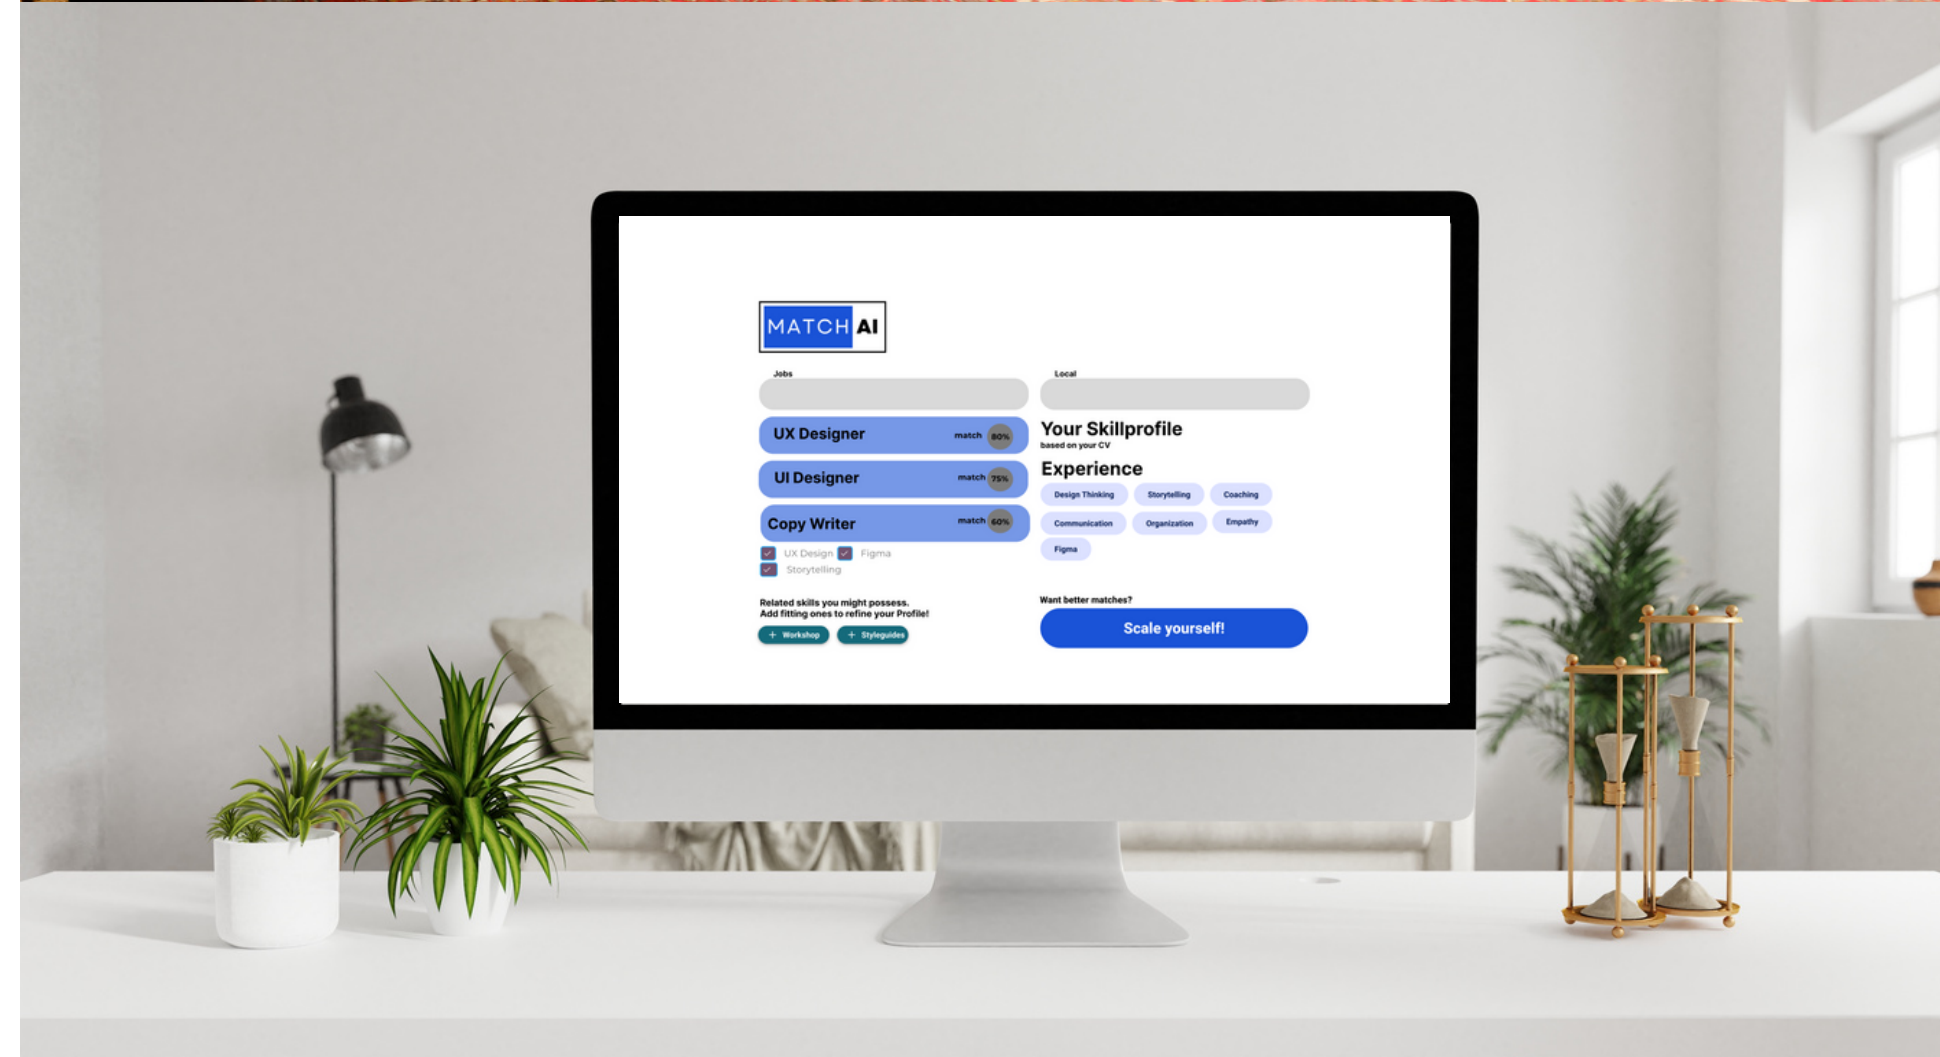 MATCH AI
Jobs
Local
UX Designer match 80%
UI Designer match 75%
Copy Writer match 60%
UX Design Figma
Storytelling
Related skills you might possess.
Add fitting ones to refine your Profile!
+ Workshop + Styleguides
Your Skillprofile
based on your CV
Experience
Design Thinking Storytelling Coaching
Communication Organization Empathy
Figma
Want better matches?
Scale yourself!